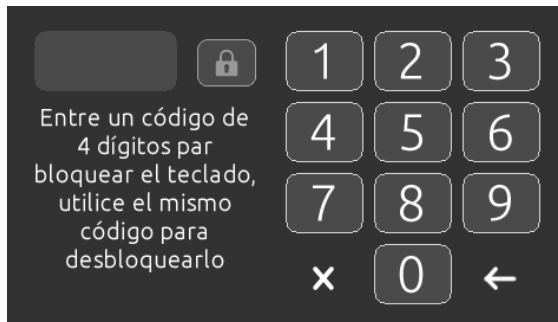 1 2 3
Entre un código de
4 dígitos par
bloquear el teclado,
utilice el mismo
código para
desbloquearlo
4 5 6
7 8 9
x 0 ←